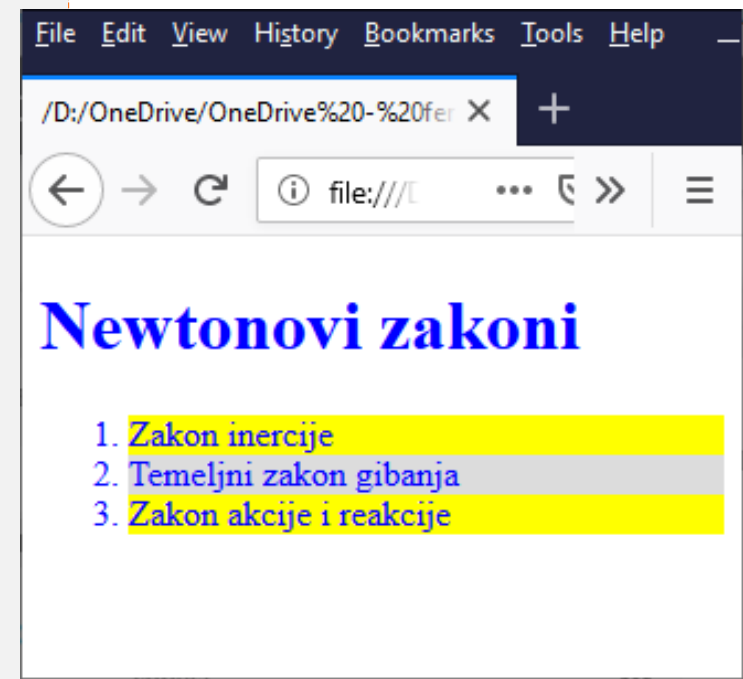 File Edit View History Bookmarks Tools Help
/D:/OneDrive/OneDrive%20-%20fer
file:///D
Newtonovi zakoni
1. Zakon inercije
2. Temeljni zakon gibanja
3. Zakon akcije i reakcije